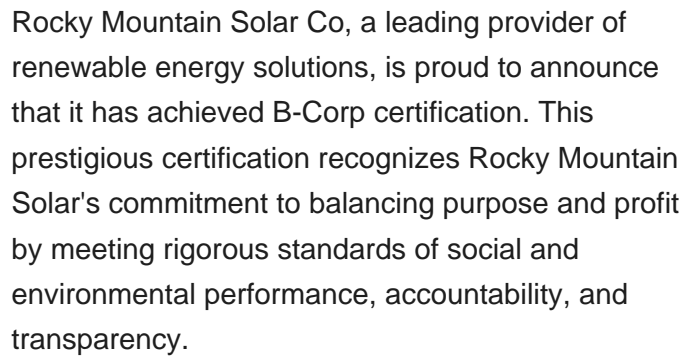 Rocky Mountain Solar Co, a leading provider of
renewable energy solutions, is proud to announce
that it has achieved B-Corp certification. This
prestigious certification recognizes Rocky Mountain
Solar's commitment to balancing purpose and profit
by meeting rigorous standards of social and
environmental performance, accountability, and
transparency.